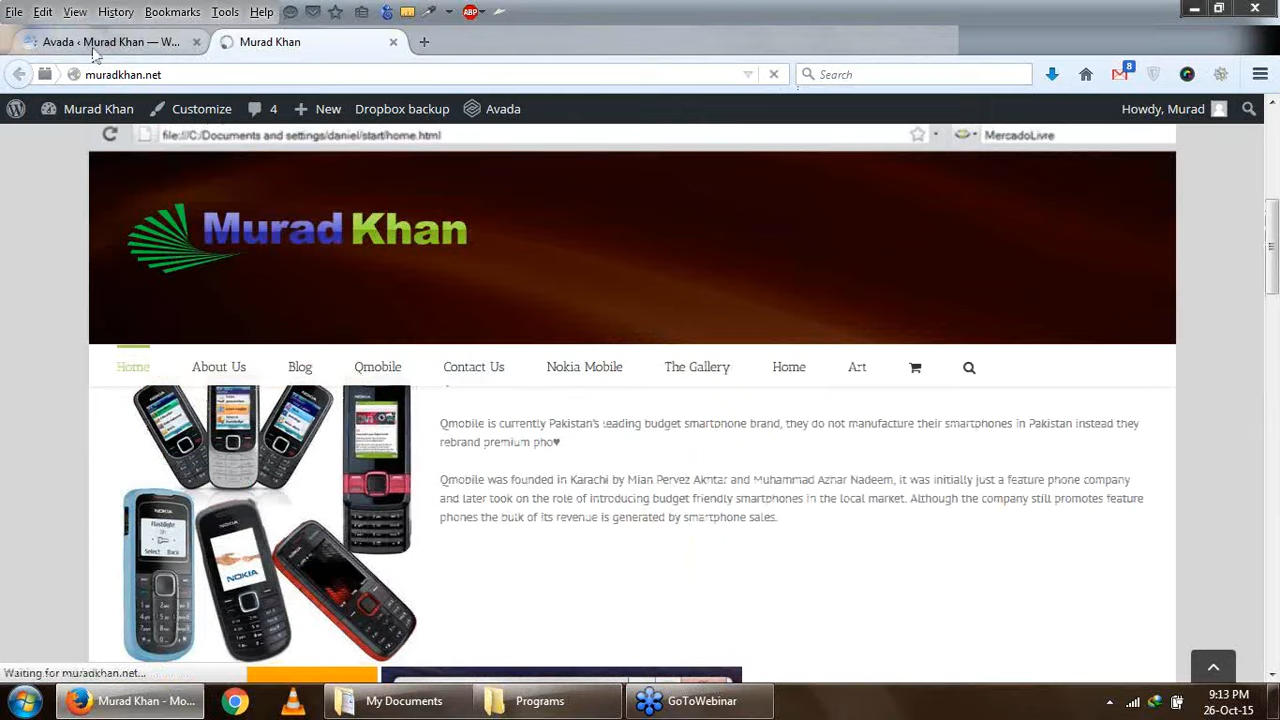 File Edit View History Bookmarks Tools Help ABP
Avada ‹ Murad Khan — W... Murad Khan
muradkhan.net Search 8
Murad Khan Customize 4 New Dropbox backup Avada Howdy, Murad
file:///C:/Documents and settings/daniel/start/home.html MercadoLivre
Murad Khan
Home About Us Blog Qmobile Contact Us Nokia Mobile The Gallery Home Art
Qmobile is currently Pakistan's leading budget smartphone brand, they do not manufacture their smartphones in Pakistan instead they
rebrand premium pho♥
Qmobile was founded in Karachi by Mian Pervez Akhtar and Muhammad Azhar Nadeem, it was initially just a feature phone company
and later took on the role of introducing budget friendly smartphones in the local market. Although the company still promotes feature
phones the bulk of its revenue is generated by smartphone sales.
Flashlight
Select Back
NOKIA
Waiting for muradkhan.net...
Murad Khan - Mo... My Documents Programs GoToWebinar
9:13 PM
26-Oct-15